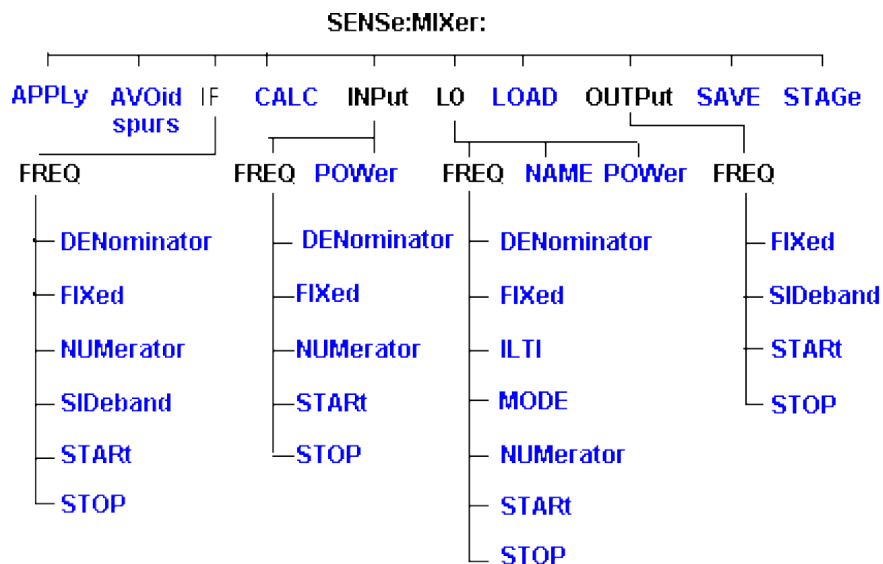 SENSe:MIXer:
APPLy AVOid spurs IF CALC INPut LO LOAD OUTPut SAVE STAGe
FREQ
DENominator
FIXed
NUMerator
SIDeband
STARt
STOP
FREQ POWer
DENominator
FIXed
NUMerator
STARt
STOP
FREQ NAME POWer
DENominator
FIXed
ILTI
MODE
NUMerator
STARt
STOP
FREQ
FIXed
SIDeband
STARt
STOP